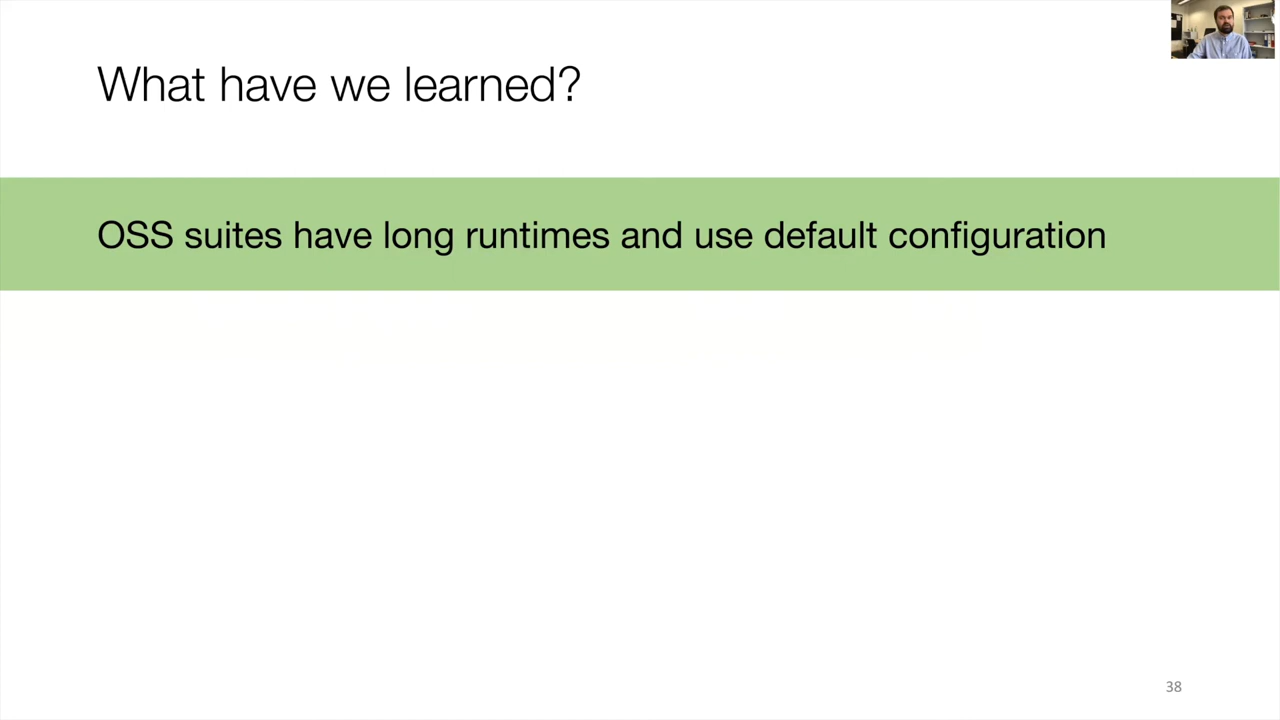 What have we learned?
OSS suites have long runtimes and use default configuration
38